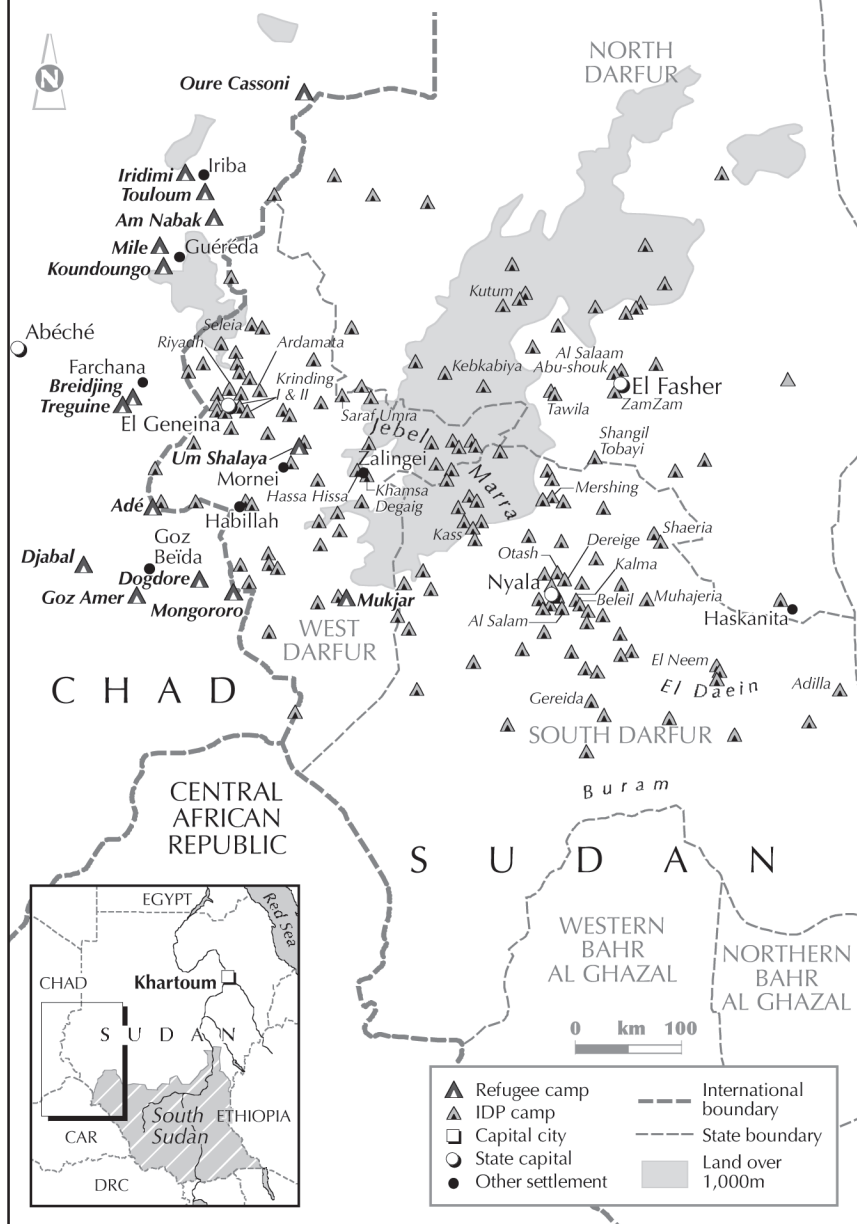 N
NORTH
DARFUR
Oure Cassoni
Iridimi
Iriba
Touloum
Am Nabak
Mile
Guéréda
Koundoungo
Kutum
Abéché
Seleia
Riyadh
Ardamata
Farchana
Breidjing
Treguine
Krinding
I & II
Kebkabiya
Al Salaam
Abu-shouk
El Fasher
ZamZam
Tawila
El Geneina
Saraf Umra
Jebel
Marra
Shangil
Tobayi
Um Shalaya
Zalingei
Mornei
Hassa Hissa
Khamsa
Degaig
Mershing
Adé
Habillah
Kass
Shaeria
Goz
Beïda
Djabal
Dogdore
Goz Amer
Mongororo
Otash
Dereige
Kalma
Nyala
Beleil
Muhajeria
Al Salam
Haskanita
Mukjar
WEST
DARFUR
El Neem
El Daein
Adilla
CHAD
Gereida
SOUTH DARFUR
Buram
CENTRAL
AFRICAN
REPUBLIC
SUDAN
WESTERN
BAHR
AL GHAZAL
NORTHERN
BAHR
AL GHAZAL
EGYPT
Red Sea
Khartoum
CHAD
SUDAN
South
Sudan
ETHIOPIA
CAR
DRC
0 km 100
Refugee camp
IDP camp
Capital city
State capital
Other settlement
International
boundary
State boundary
Land over
1,000m